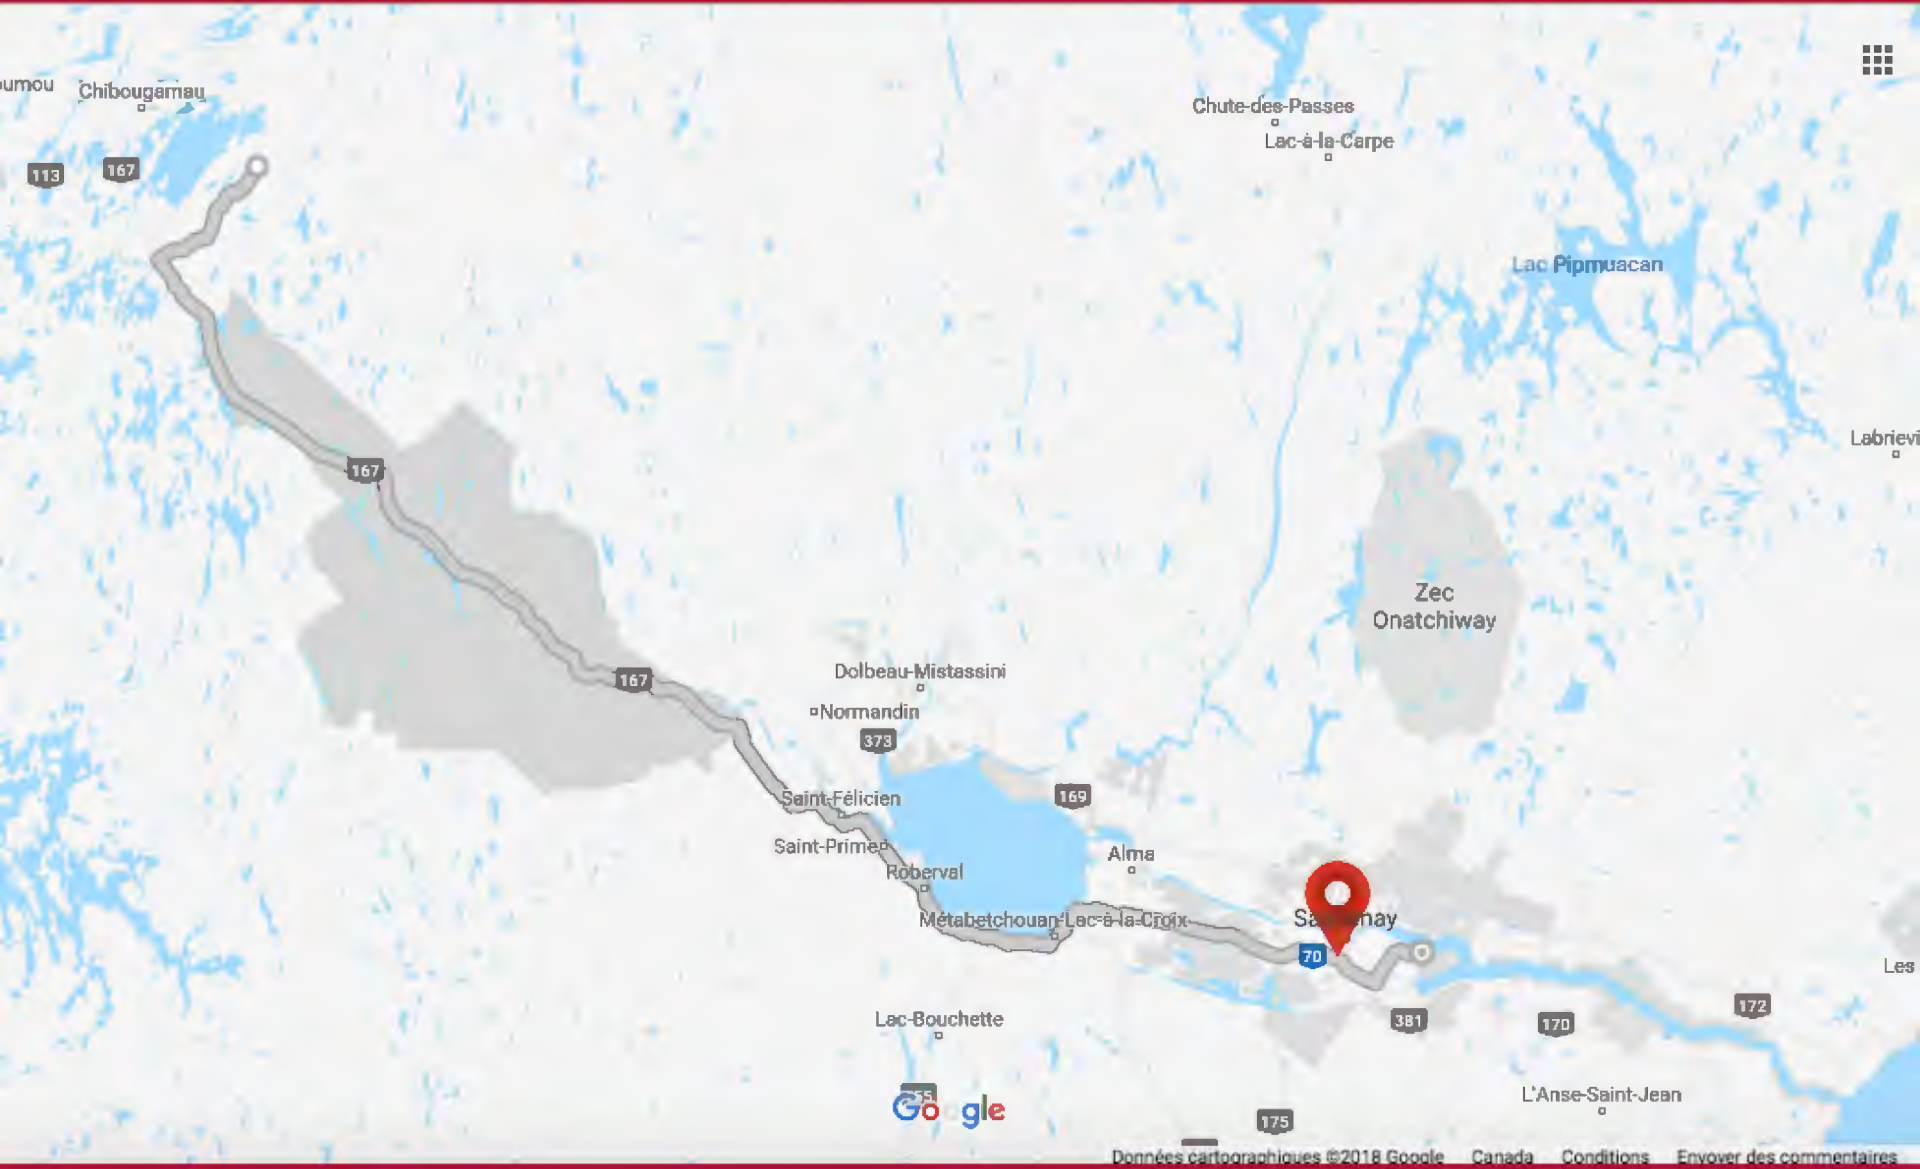 Chibougamau
Chute-des-Passes
Lac-à-la-Carpe
113
167
Lac Pipmuacan
167
Zec
Onatchiway
167
Dolbeau-Mistassini
Normandin
373
169
Saint-Félicien
Saint-Prime
Alma
Roberval
Métabetchouan-Lac-à-la-Croix
70
Les
172
Lac-Bouchette
381
170
L'Anse-Saint-Jean
Google
175
Données cartographiques ©2018 Google Canada Conditions Envoyer des commentaires